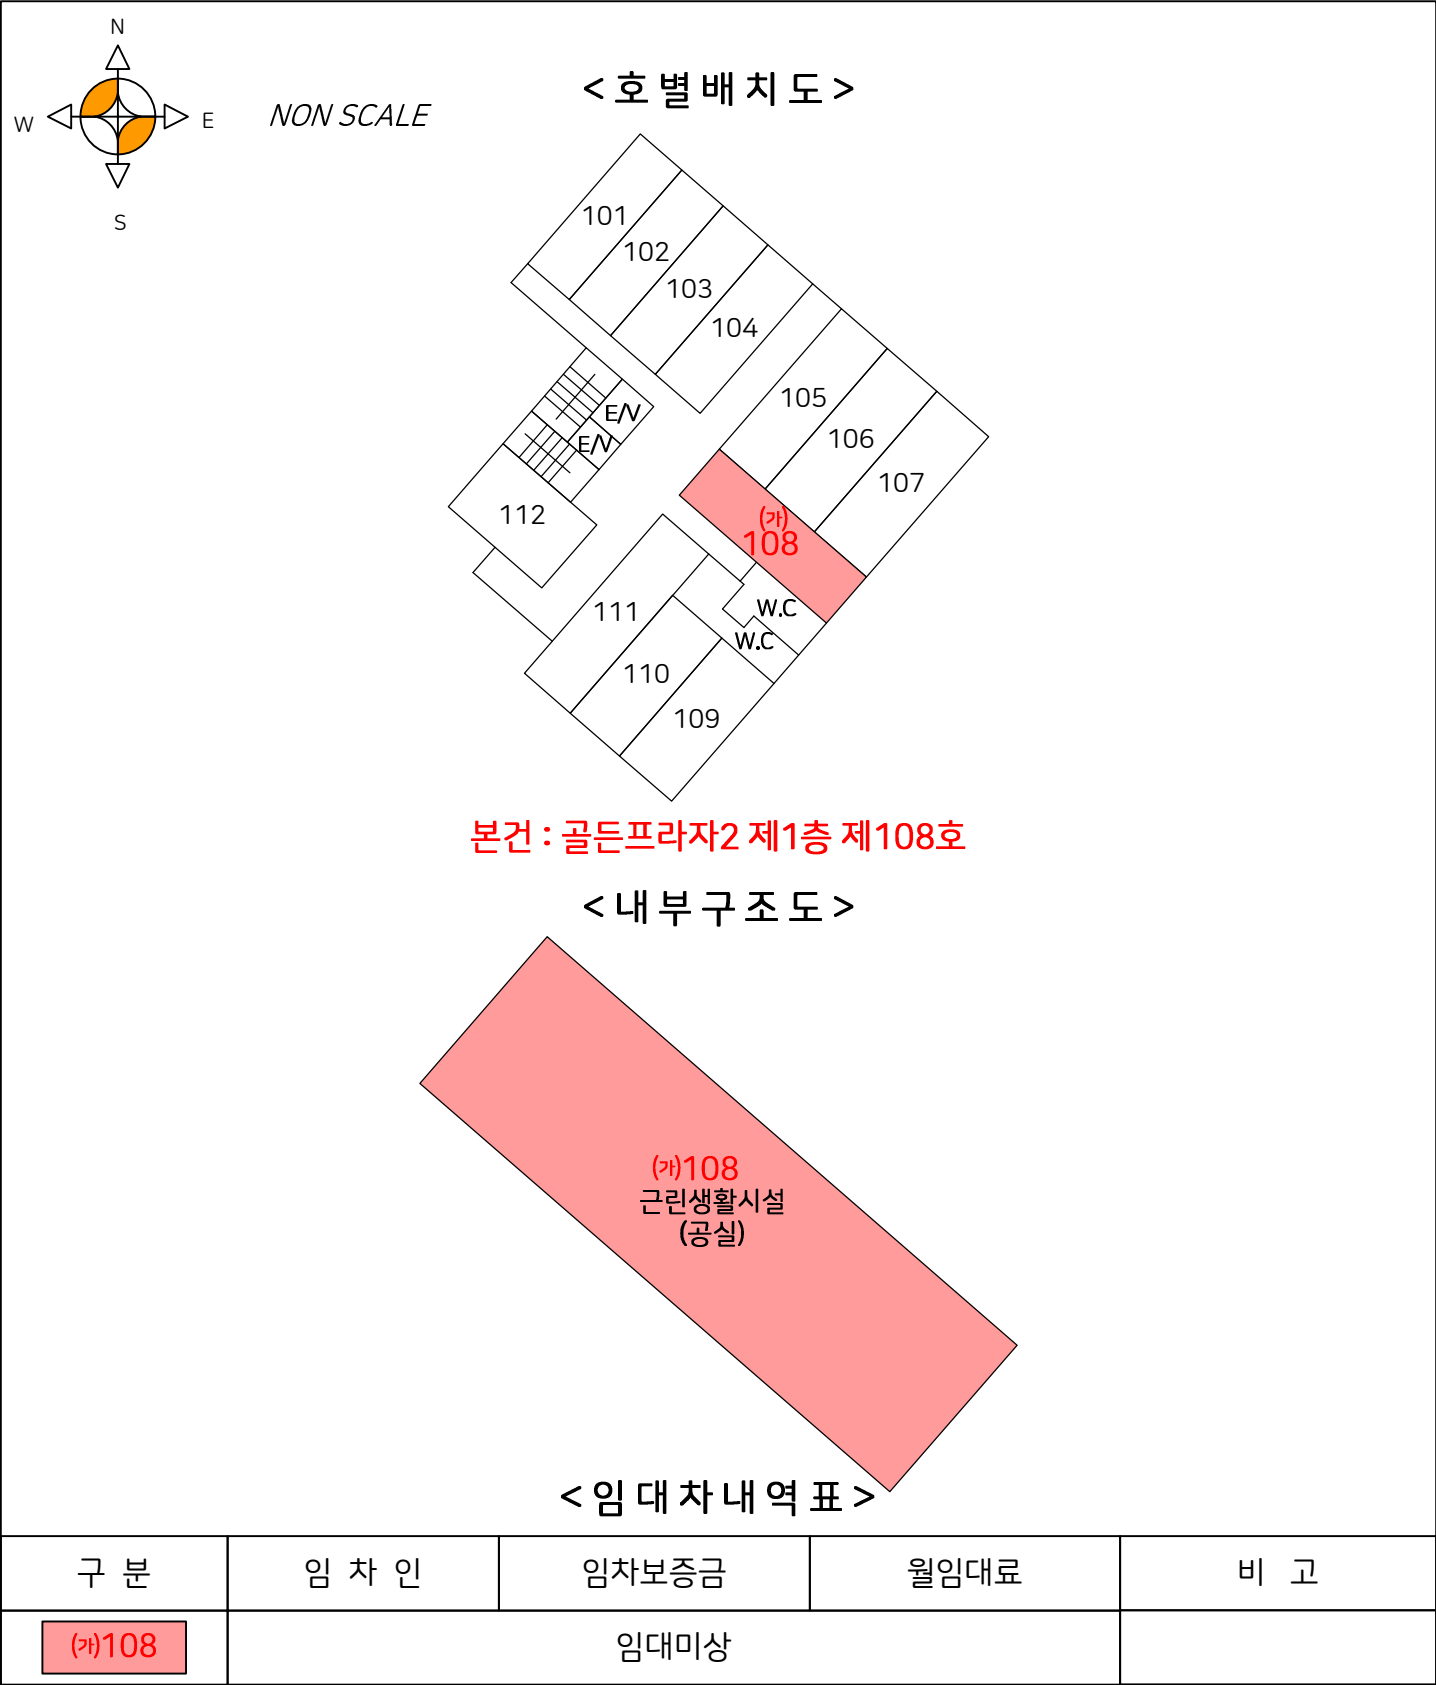 N
W
E
S
NON SCALE
< 호 별 배 치 도 >
101
102
103
104
105
106
107
E/V
E/V
112
(가)
108
111
W.C
W.C
110
109
본건 : 골든프라자2 제1층 제108호
< 내 부 구 조 도 >
(가)108
근린생활시설
(공실)
< 임 대 차 내 역 표 >
구 분 임 차 인 임차보증금 월임대료 비 고
(가)108 임대미상